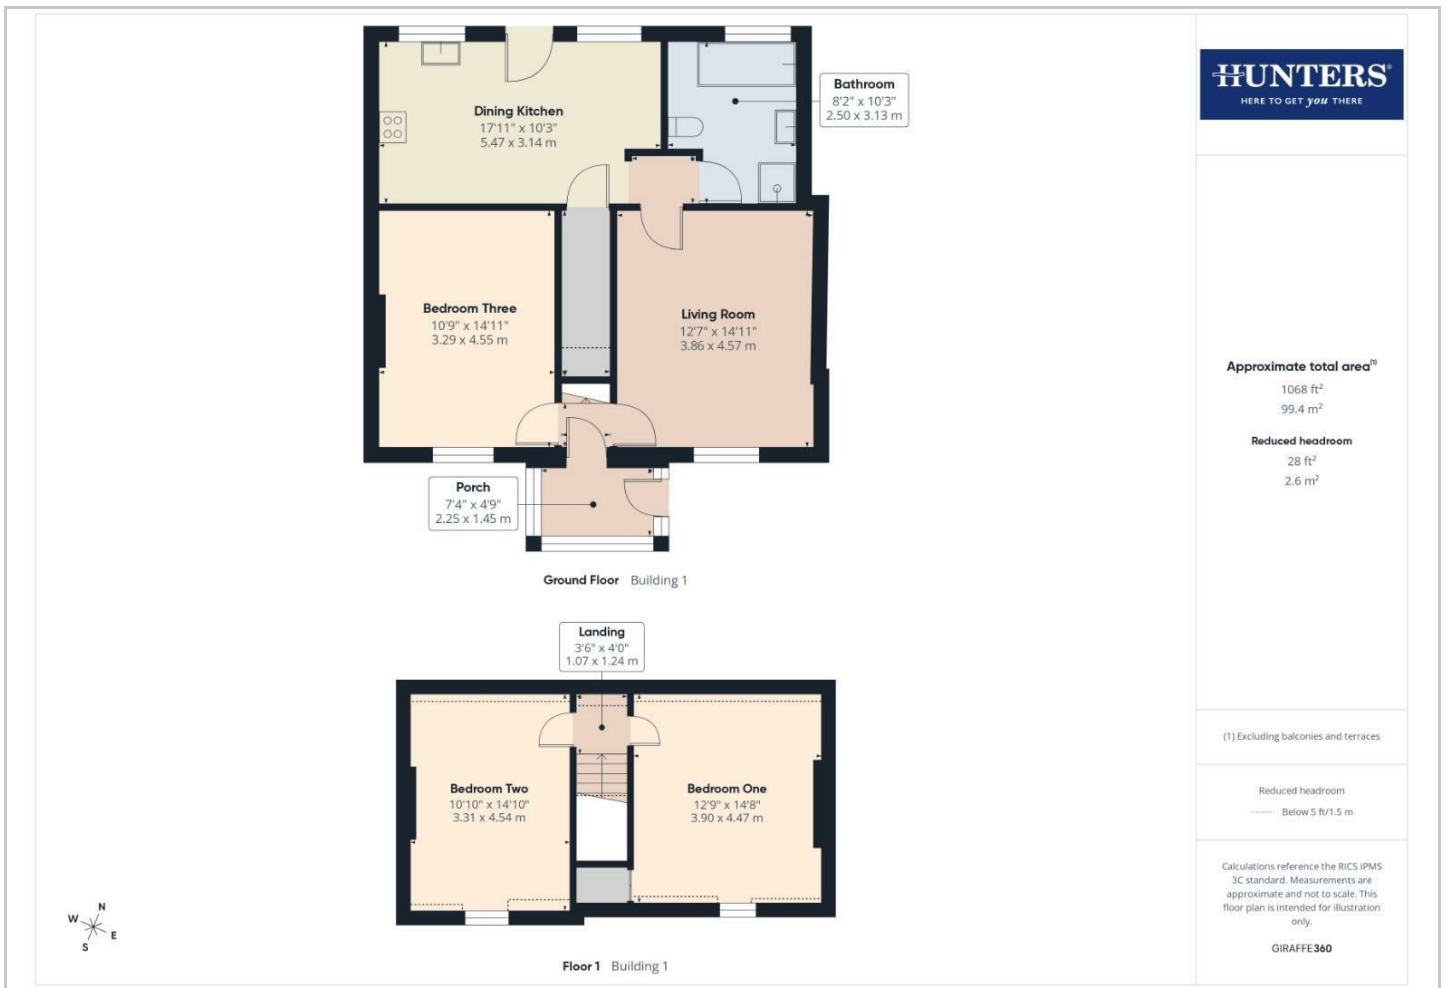 Dining Kitchen
17'11" x 10'3"
5.47 x 3.14 m
Bathroom
8'2" x 10'3"
2.50 x 3.13 m
Bedroom Three
10'9" x 14'11"
3.29 x 4.55 m
Living Room
12'7" x 14'11"
3.86 x 4.57 m
Porch
7'4" x 4'9"
2.25 x 1.45 m
Ground Floor Building 1
Landing
3'6" x 4'0"
1.07 x 1.24 m
Bedroom Two
10'10" x 14'10"
3.31 x 4.54 m
Bedroom One
12'9" x 14'8"
3.90 x 4.47 m
Floor 1 Building 1
N
W
E
S
HUNTERS®
HERE TO GET you THERE
Approximate total area(1)
1068 ft²
99.4 m²
Reduced headroom
28 ft²
2.6 m²
(1) Excluding balconies and terraces
Reduced headroom
Below 5 ft/1.5 m
Calculations reference the RICS IPMS
3C standard. Measurements are
approximate and not to scale. This
floor plan is intended for illustration
only.
GIRAFFE360